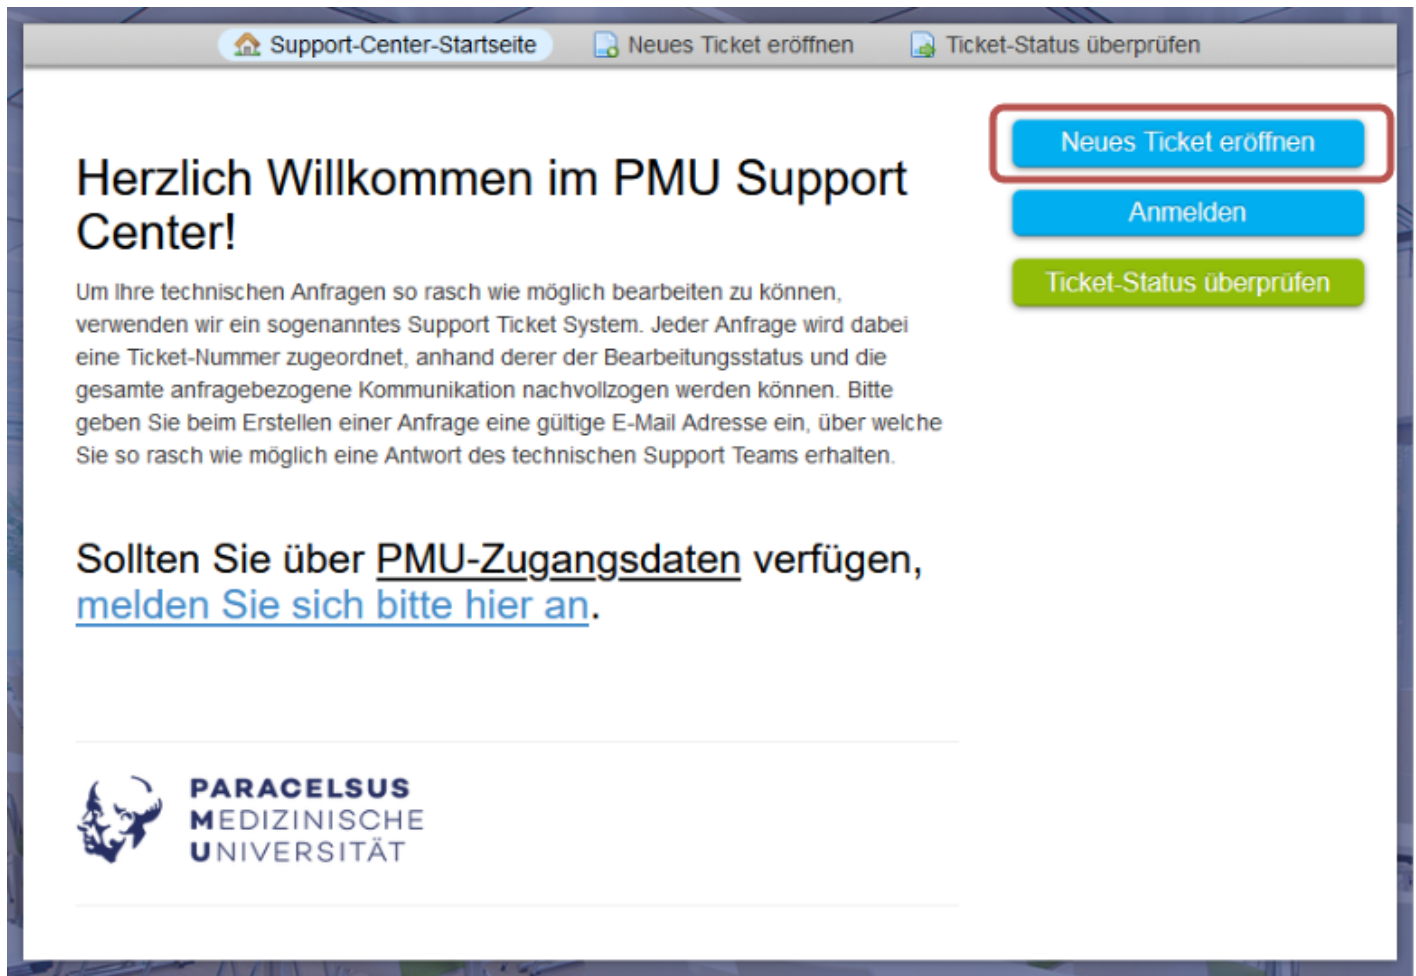 Support-Center-Startseite Neues Ticket eröffnen Ticket-Status überprüfen
Neues Ticket eröffnen
Anmelden
Ticket-Status überprüfen
Herzlich Willkommen im PMU Support
Center!
Um Ihre technischen Anfragen so rasch wie möglich bearbeiten zu können,
verwenden wir ein sogenanntes Support Ticket System. Jeder Anfrage wird dabei
eine Ticket-Nummer zugeordnet, anhand derer der Bearbeitungsstatus und die
gesamte anfragebezogene Kommunikation nachvollzogen werden können. Bitte
geben Sie beim Erstellen einer Anfrage eine gültige E-Mail Adresse ein, über welche
Sie so rasch wie möglich eine Antwort des technischen Support Teams erhalten.
Sollten Sie über PMU-Zugangsdaten verfügen,
melden Sie sich bitte hier an.
PARACELSUS
MEDIZINISCHE
UNIVERSITÄT